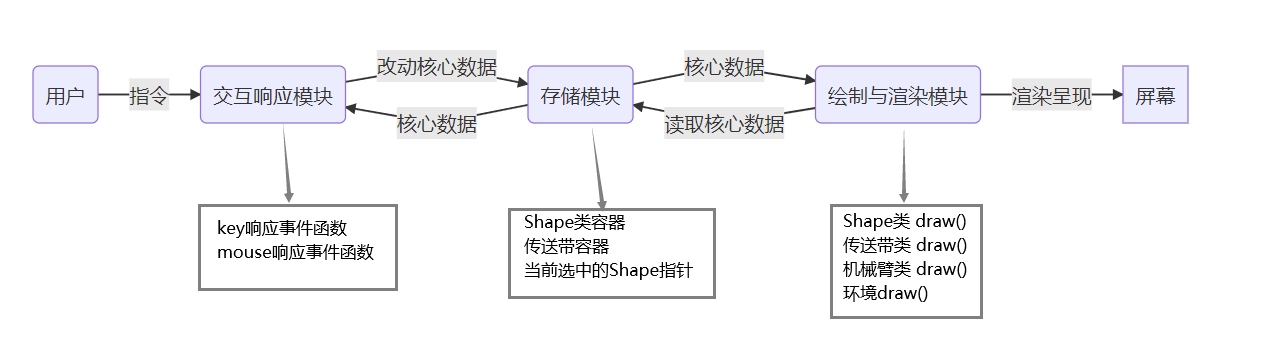 用户
指令
交互响应模块
改动核心数据
核心数据
存储模块
核心数据
读取核心数据
绘制与渲染模块
渲染呈现
屏幕
key响应事件函数
mouse响应事件函数
Shape类容器
传送带容器
当前选中的Shape指针
Shape类 draw()
传送带类 draw()
机械臂类 draw()
环境draw()